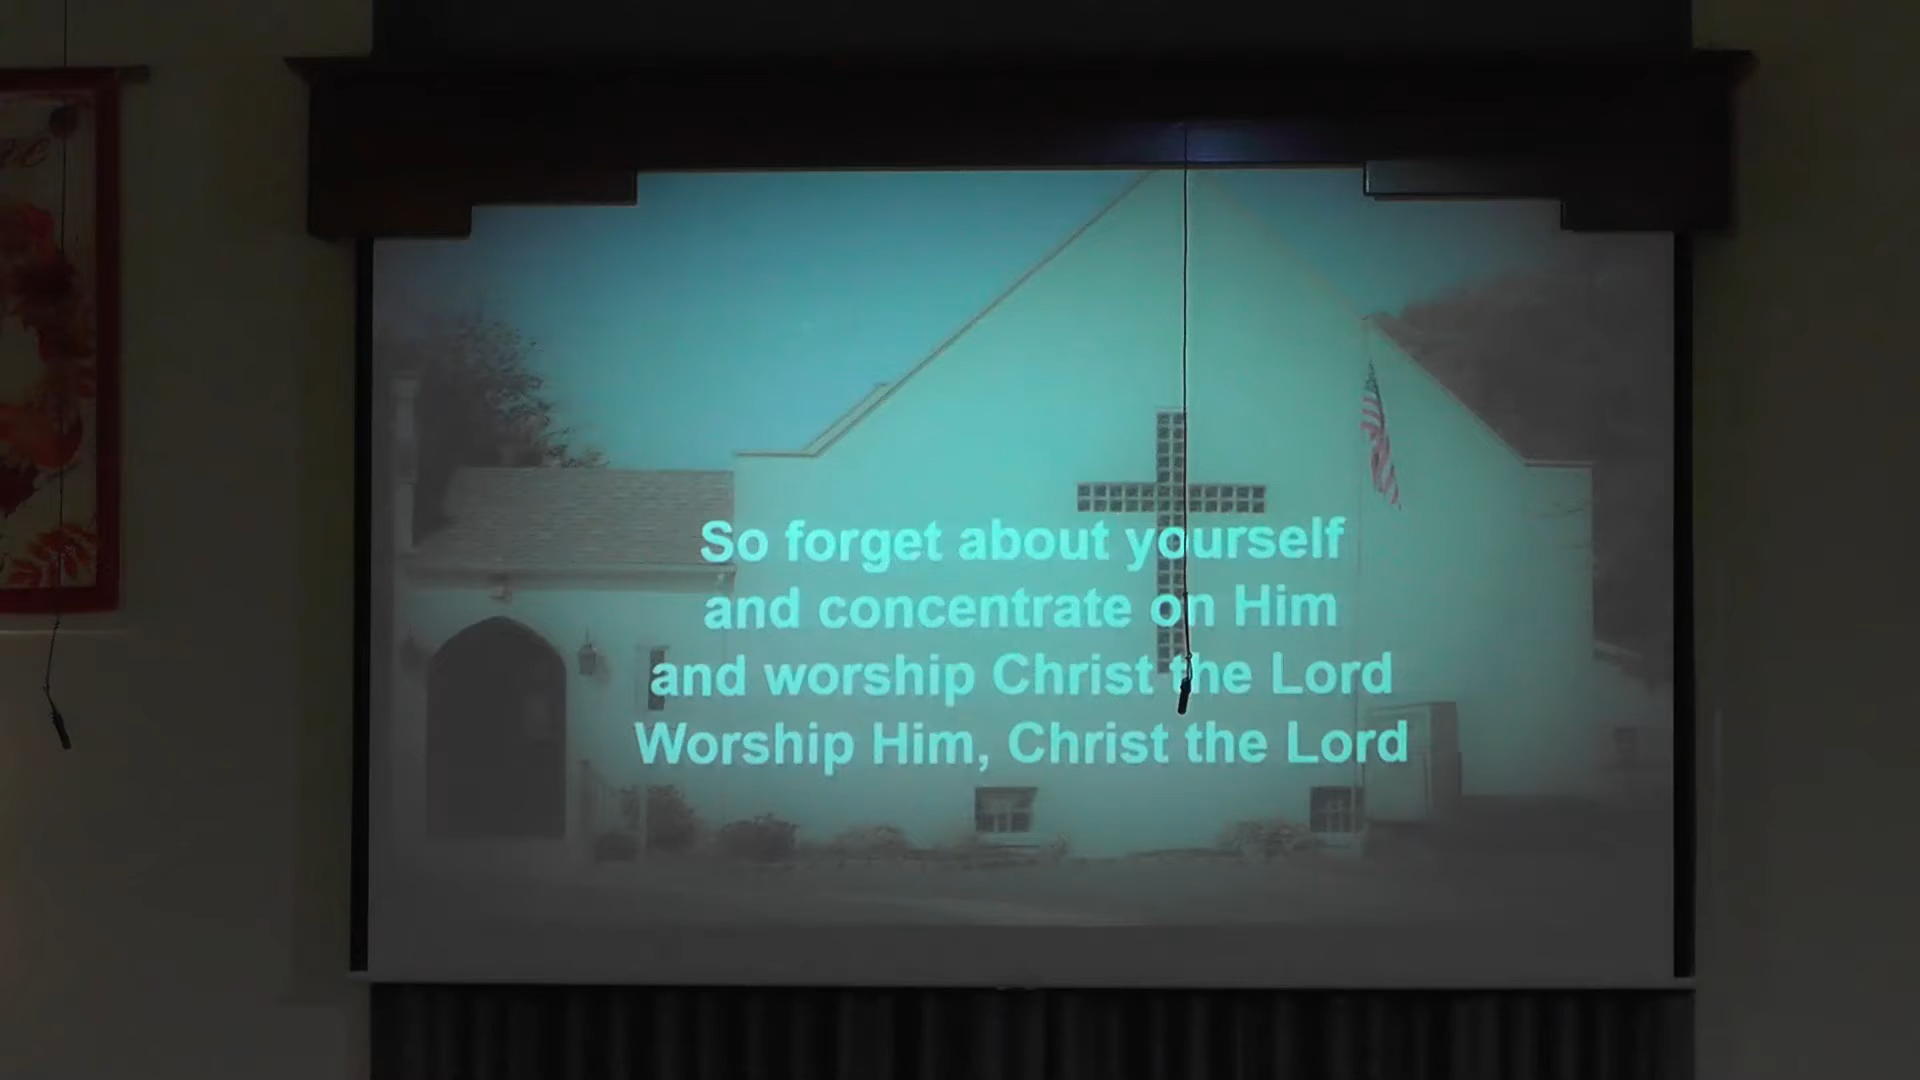 So forget about yourself
and concentrate on Him
and worship Christ the Lord
Worship Him, Christ the Lord